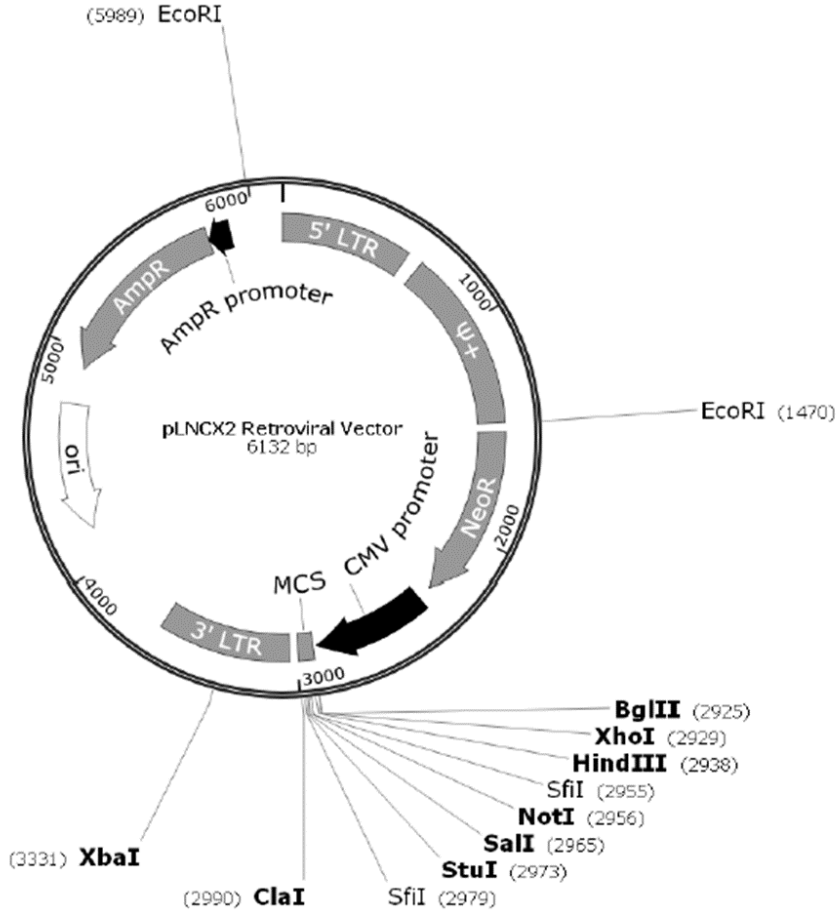 (5989) EcoRI
6000
5' LTR
AmpR
AmpR promoter
1000
Ψ+
5000
EcoRI (1470)
pLNCX2 Retroviral Vector
6132 bp
ori
NeoR
2000
CMV promoter
MCS
4000
3' LTR
3000
BglII (2925)
XhoI (2929)
HindIII (2938)
SfiI (2955)
NotI (2956)
SalI (2965)
(3331) XbaI
StuI (2973)
(2990) ClaI
SfiI (2979)